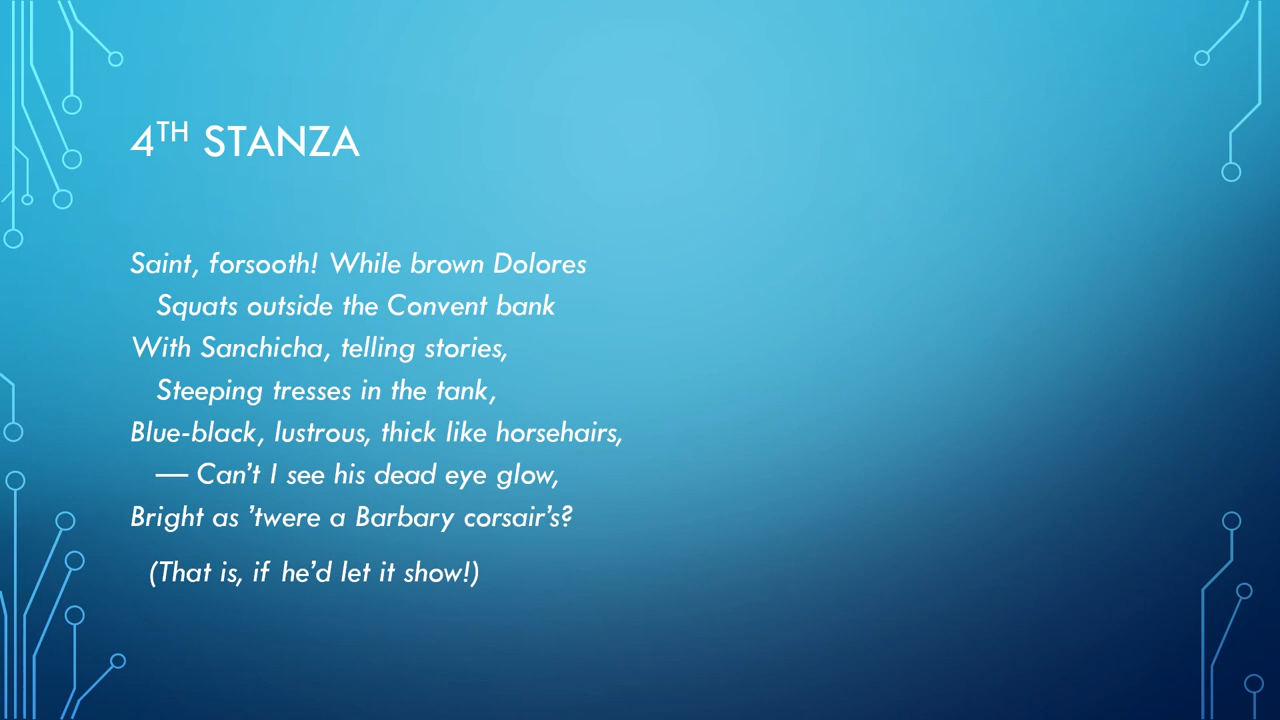 4TH STANZA
Saint, forsooth! While brown Dolores
Squats outside the Convent bank
With Sanchicha, telling stories,
Steeping tresses in the tank,
Blue-black, lustrous, thick like horsehairs,
— Can’t I see his dead eye glow,
Bright as ’twere a Barbary corsair’s?
(That is, if he’d let it show!)